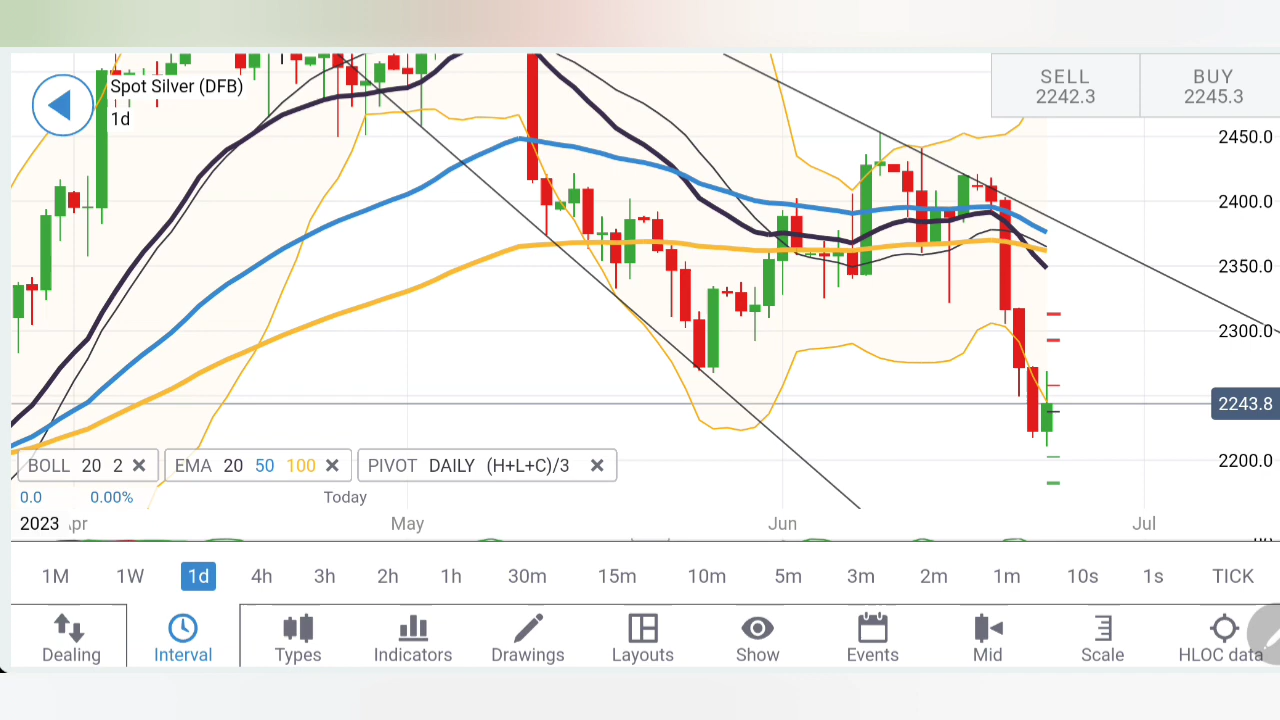 Spot Silver (DFB)
1d
SELL
2242.3
BUY
2245.3
2450.0
2400.0
2350.0
2300.0
2243.8
2200.0
BOLL 20 2
EMA 20 50 100
PIVOT DAILY (H+L+C)/3
0.0 0.00% Today
2023 Apr May Jun Jul
1M 1W 1d 4h 3h 2h 1h 30m 15m 10m 5m 3m 2m 1m 10s 1s TICK
Dealing Interval Types Indicators Drawings Layouts Show Events Mid Scale HLOC data